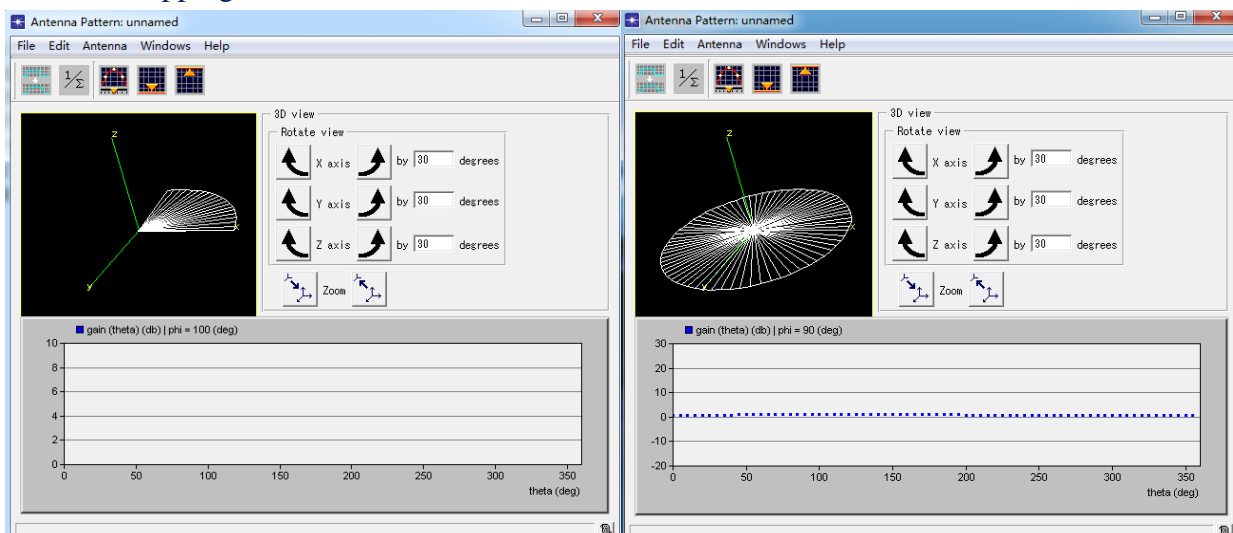 pping
Antenna Pattern: unnamed
File Edit Antenna Windows Help
1/Σ
z
x
y
3D view
Rotate view
X axis by 30 degrees
Y axis by 30 degrees
Z axis by 30 degrees
Zoom
gain (theta) (db) | phi = 100 (deg)
10
8
6
4
2
0
0 50 100 150 200 250 300 350
theta (deg)
Antenna Pattern: unnamed
File Edit Antenna Windows Help
1/Σ
z
x
y
3D view
Rotate view
X axis by 30 degrees
Y axis by 30 degrees
Z axis by 30 degrees
Zoom
gain (theta) (db) | phi = 90 (deg)
30
20
10
0
-10
-20
0 50 100 150 200 250 300 350
theta (deg)